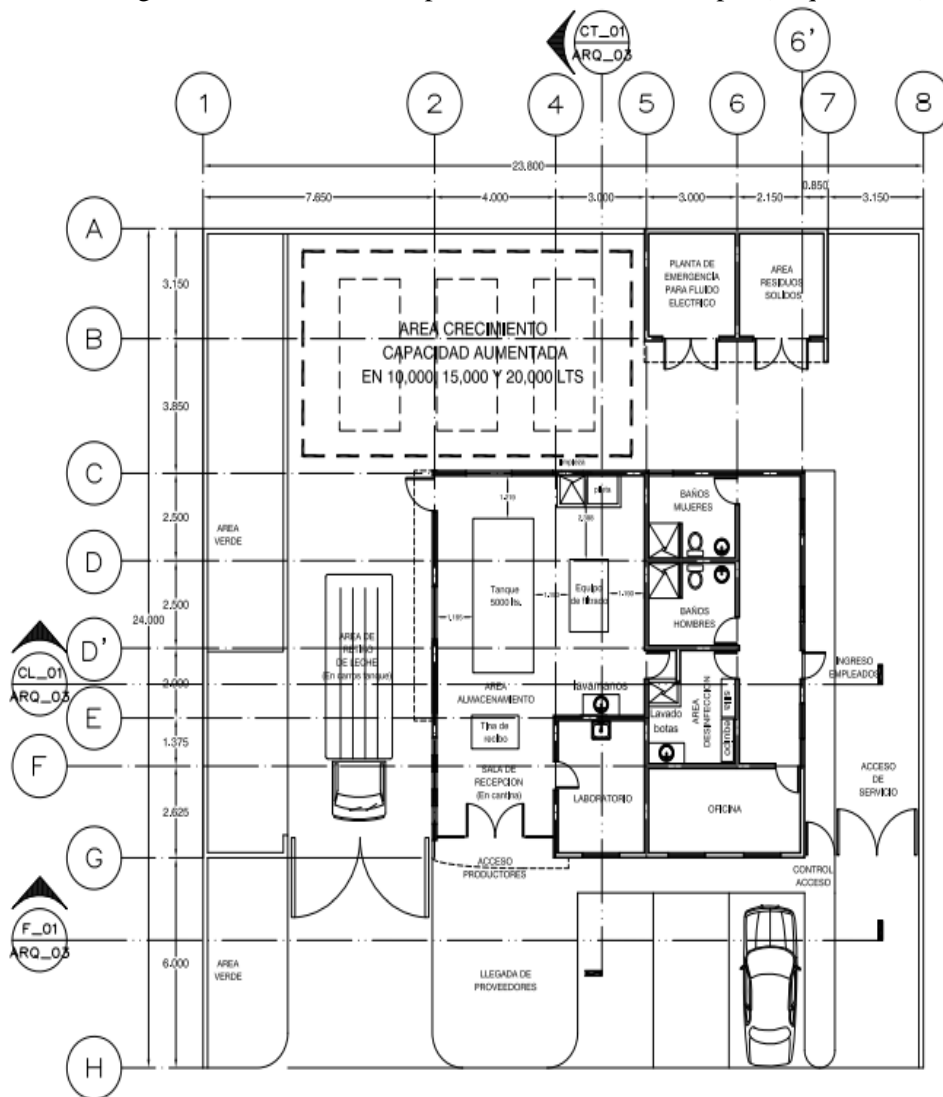 CT_01
ARQ_03
6'
1
2
4
5
6
7
8
23.800
7.650
4.000
3.000
3.000
2.150
0.850
3.150
A
B
C
D
D'
E
F
G
H
24.000
3.150
3.850
2.500
2.500
2.000
1.375
2.625
6.000
PLANTA DE
EMERGENCIA
PARA FLUIDO
ELECTRICO
AREA
RESIDUOS
SOLIDOS
AREA CRECIMIENTO
CAPACIDAD AUMENTADA
EN 10,000, 15,000 Y 20,000 LTS
pileta
BAÑOS
MUJERES
AREA
VERDE
Tanque
5000 lts.
Equipo
de filtrado
BAÑOS
HOMBRES
AREA DE
RETIRO
DE LECHE
(En carros tanque)
CL_01
ARQ_03
INGRESO
EMPLEADOS
AREA
ALMACENAMIENTO
lavamanos
Lavado
botas
AREA
DESINFECCION
silla
equipo
Tina de
recibo
SALA DE
RECEPCION
(En cantina)
LABORATORIO
OFICINA
ACCESO
DE
SERVICIO
ACCESO
PRODUCTORES
CONTROL
ACCESO
F_01
ARQ_03
AREA
VERDE
LLEGADA DE
PROVEEDORES